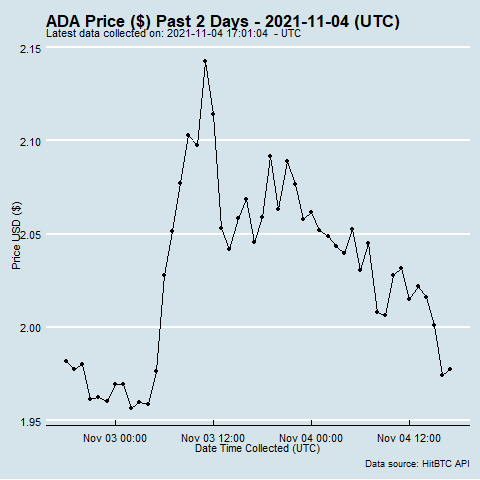 ADA Price ($) Past 2 Days - 2021-11-04 (UTC)
Latest data collected on: 2021-11-04 17:01:04 - UTC
2.15
2.10
2.05
2.00
1.95
Price USD ($)
Nov 03 00:00 Nov 03 12:00 Nov 04 00:00 Nov 04 12:00
Date Time Collected (UTC)
Data source: HitBTC API